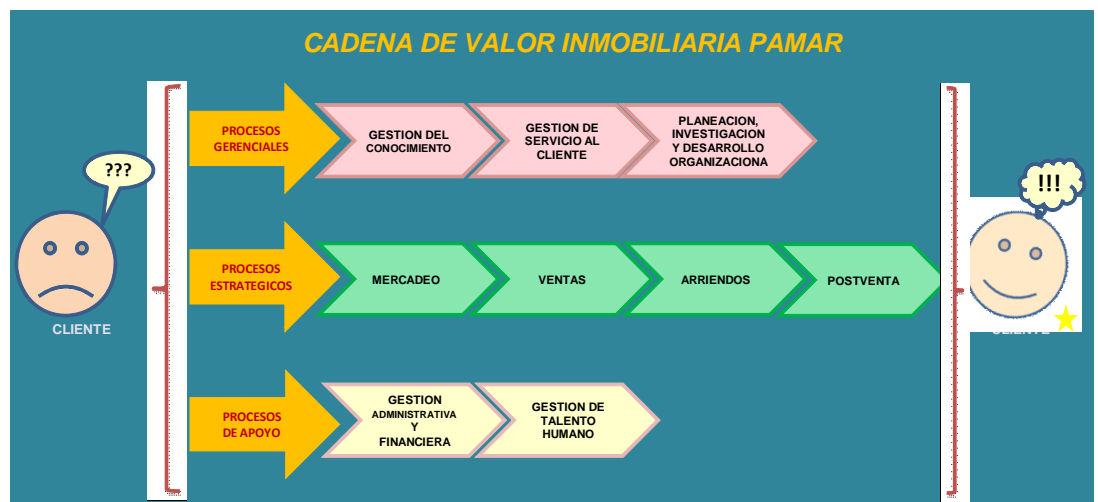 CADENA DE VALOR INMOBILIARIA PAMAR
PROCESOS
GERENCIALES
GESTION DEL
CONOCIMIENTO
GESTION DE
SERVICIO AL
CLIENTE
PLANEACION,
INVESTIGACION
Y DESARROLLO
ORGANIZACIONA
???
!!!
PROCESOS
ESTRATEGICOS
MERCADEO
VENTAS
ARRIENDOS
POSTVENTA
CLIENTE
CLIENTE
PROCESOS
DE APOYO
GESTION
ADMINISTRATIVA
Y
FINANCIERA
GESTION DE
TALENTO
HUMANO